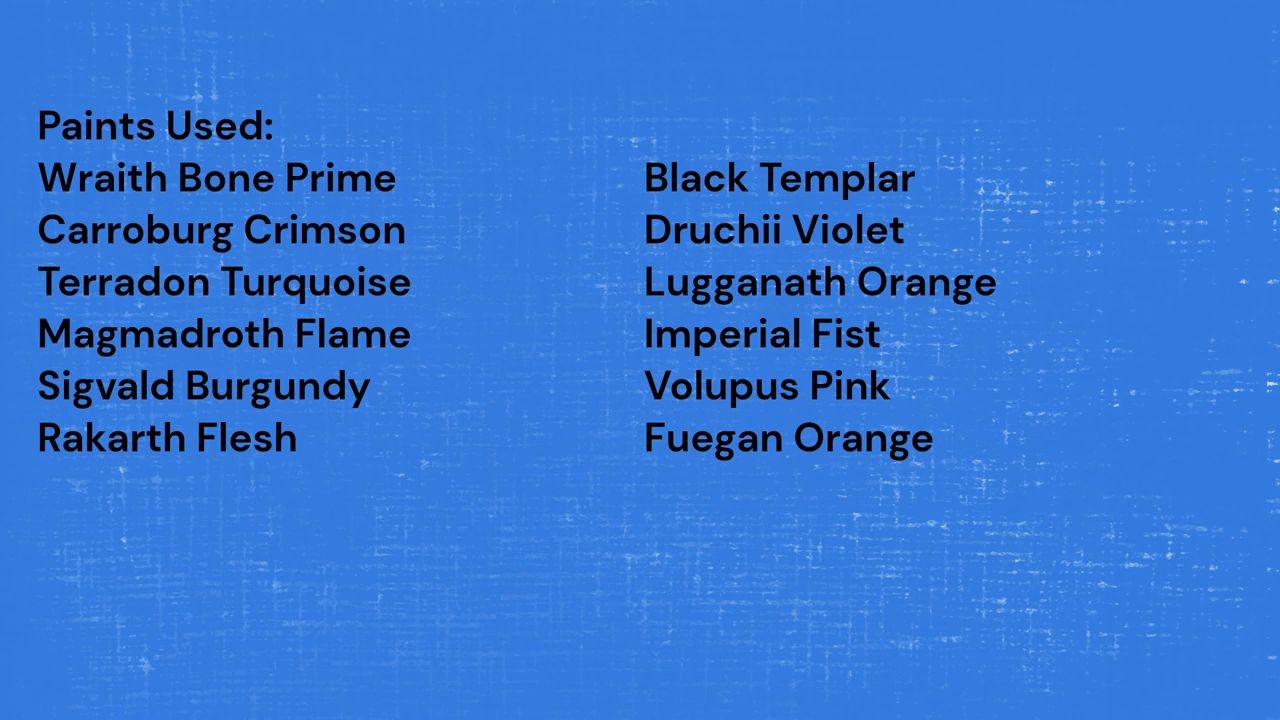 Paints Used:
Wraith Bone Prime
Carroburg Crimson
Terradon Turquoise
Magmadroth Flame
Sigvald Burgundy
Rakarth Flesh
Black Templar
Druchii Violet
Lugganath Orange
Imperial Fist
Volupus Pink
Fuegan Orange